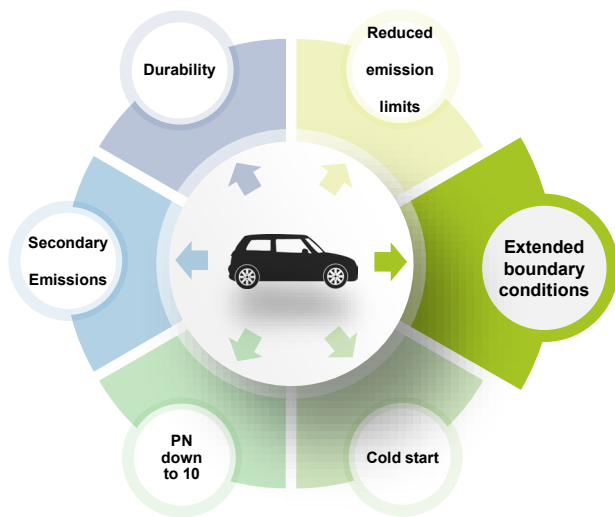 Durability
Reduced
emission
limits
Secondary
Emissions
Extended
boundary
conditions
PN
down
to 10
Cold start